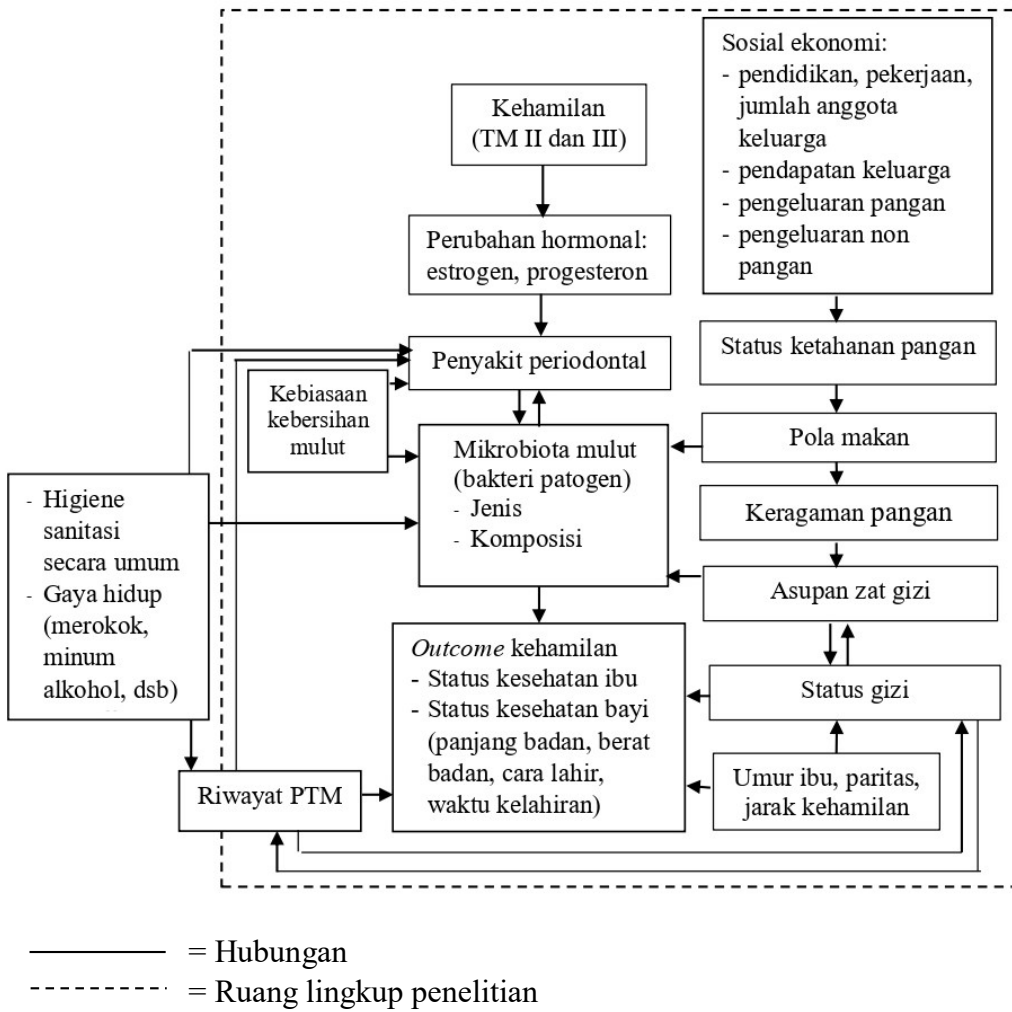 Sosial ekonomi:
- pendidikan, pekerjaan,
jumlah anggota
keluarga
- pendapatan keluarga
- pengeluaran pangan
- pengeluaran non
pangan
Kehamilan
(TM II dan III)
Perubahan hormonal:
estrogen, progesteron
Status ketahanan pangan
Penyakit periodontal
Kebiasaan
kebersihan
mulut
Pola makan
Mikrobiota mulut
(bakteri patogen)
- Jenis
- Komposisi
- Higiene
sanitasi
secara umum
- Gaya hidup
(merokok,
minum
alkohol, dsb)
Keragaman pangan
Asupan zat gizi
Outcome kehamilan
- Status kesehatan ibu
- Status kesehatan bayi
(panjang badan, berat
badan, cara lahir,
waktu kelahiran)
Status gizi
Umur ibu, paritas,
jarak kehamilan
Riwayat PTM
= Hubungan
= Ruang lingkup penelitian